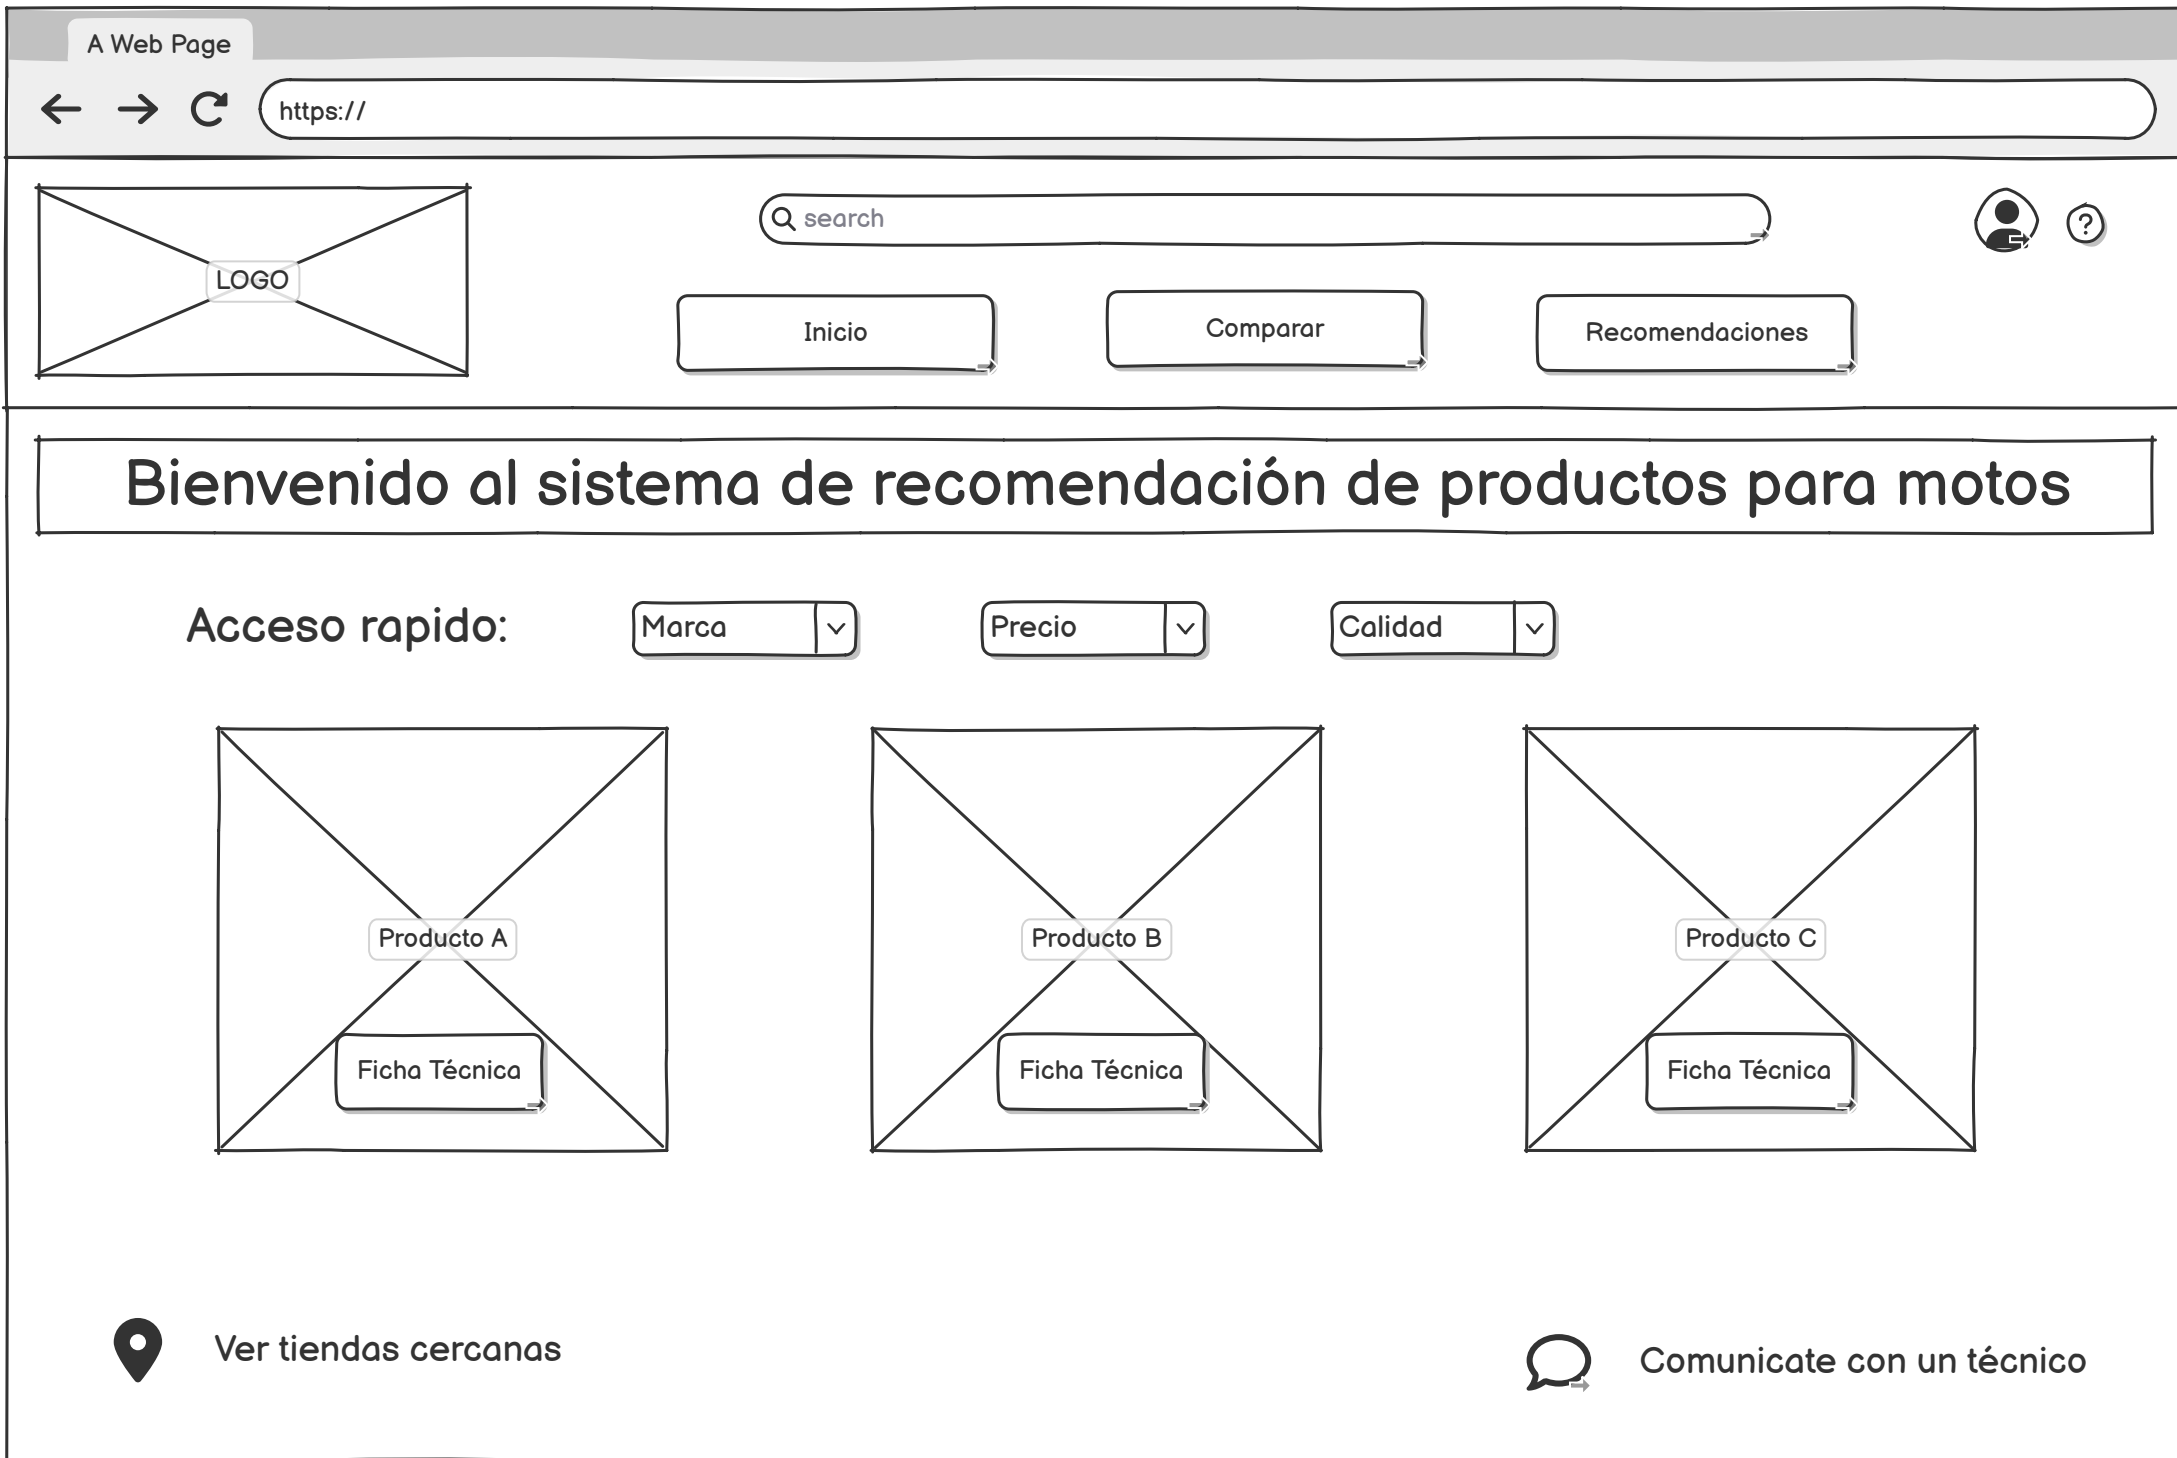 A Web Page
https://
search
?
LOGO
Inicio
Comparar
Recomendaciones
Bienvenido al sistema de recomendación de productos para motos
Acceso rapido:
Marca
Precio
Calidad
Producto A
Producto B
Producto C
Ficha Técnica
Ficha Técnica
Ficha Técnica
Ver tiendas cercanas
Comunicate con un técnico